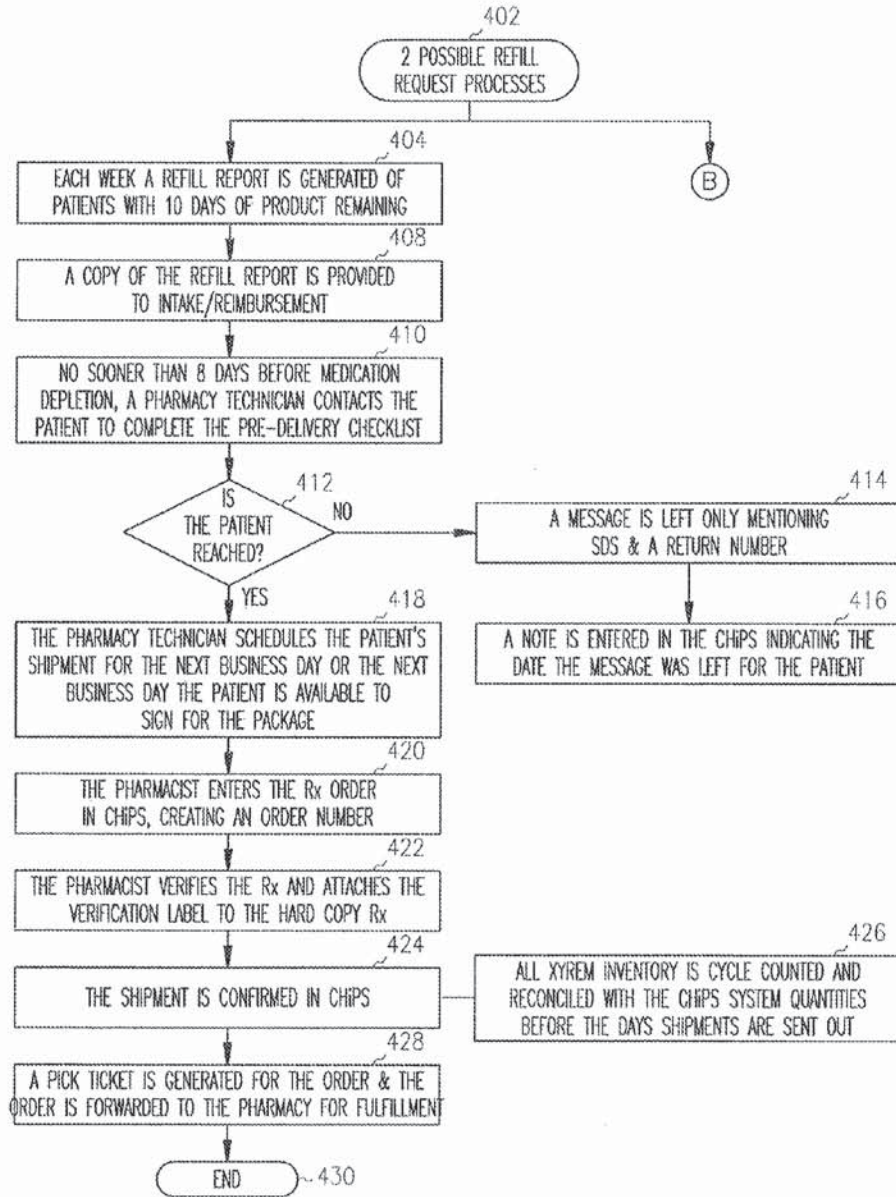 402
2 POSSIBLE REFILL
REQUEST PROCESSES
404
EACH WEEK A REFILL REPORT IS GENERATED OF
PATIENTS WITH 10 DAYS OF PRODUCT REMAINING
B
408
A COPY OF THE REFILL REPORT IS PROVIDED
TO INTAKE/REIMBURSEMENT
410
NO SOONER THAN 8 DAYS BEFORE MEDICATION
DEPLETION, A PHARMACY TECHNICIAN CONTACTS THE
PATIENT TO COMPLETE THE PRE-DELIVERY CHECKLIST
412
IS
THE PATIENT
REACHED?
NO
414
A MESSAGE IS LEFT ONLY MENTIONING
SDS & A RETURN NUMBER
416
A NOTE IS ENTERED IN THE CHiPS INDICATING THE
DATE THE MESSAGE WAS LEFT FOR THE PATIENT
YES
418
THE PHARMACY TECHNICIAN SCHEDULES THE PATIENT'S
SHIPMENT FOR THE NEXT BUSINESS DAY OR THE NEXT
BUSINESS DAY THE PATIENT IS AVAILABLE TO
SIGN FOR THE PACKAGE
420
THE PHARMACIST ENTERS THE Rx ORDER
IN CHiPS, CREATING AN ORDER NUMBER
422
THE PHARMACIST VERIFIES THE Rx AND ATTACHES THE
VERIFICATION LABEL TO THE HARD COPY Rx
424
THE SHIPMENT IS CONFIRMED IN CHiPS
426
ALL XYREM INVENTORY IS CYCLE COUNTED AND
RECONCILED WITH THE CHiPS SYSTEM QUANTITIES
BEFORE THE DAYS SHIPMENTS ARE SENT OUT
428
A PICK TICKET IS GENERATED FOR THE ORDER & THE
ORDER IS FORWARDED TO THE PHARMACY FOR FULFILLMENT
END
430